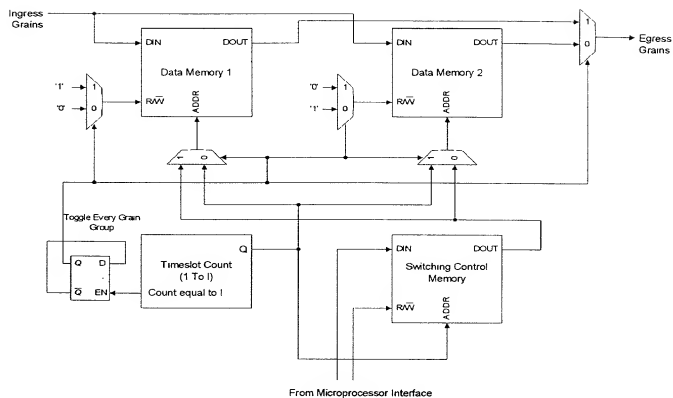 Ingress
Grains
DIN DOUT
Data Memory 1
R/W
ADDR
'1' 1
'0' 0
DIN DOUT
Data Memory 2
R/W
ADDR
'0' 1
'1' 0
1
0
Egress
Grains
1 0
1 0
Toggle Every Grain
Group
Q D
Q EN
Q
Timeslot Count
(1 To I)
Count equal to I
DIN DOUT
Switching Control
Memory
R/W
ADDR
From Microprocessor Interface